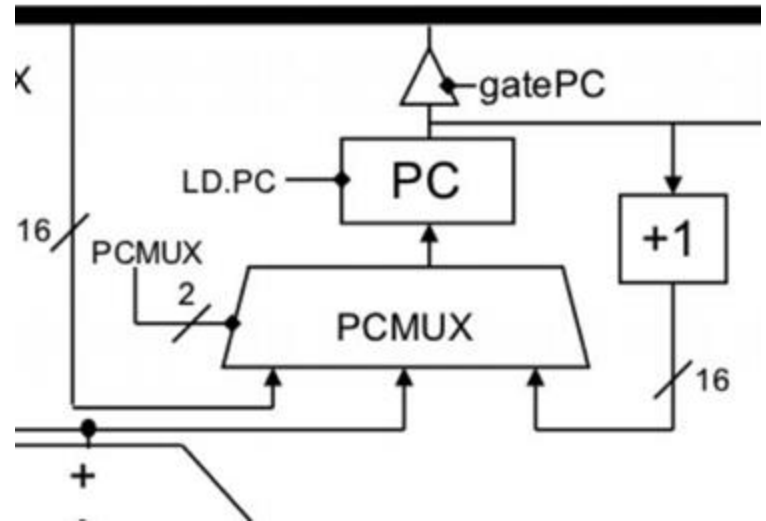 X
gatePC
LD.PC
PC
16
PCMUX
+1
2
PCMUX
16
+